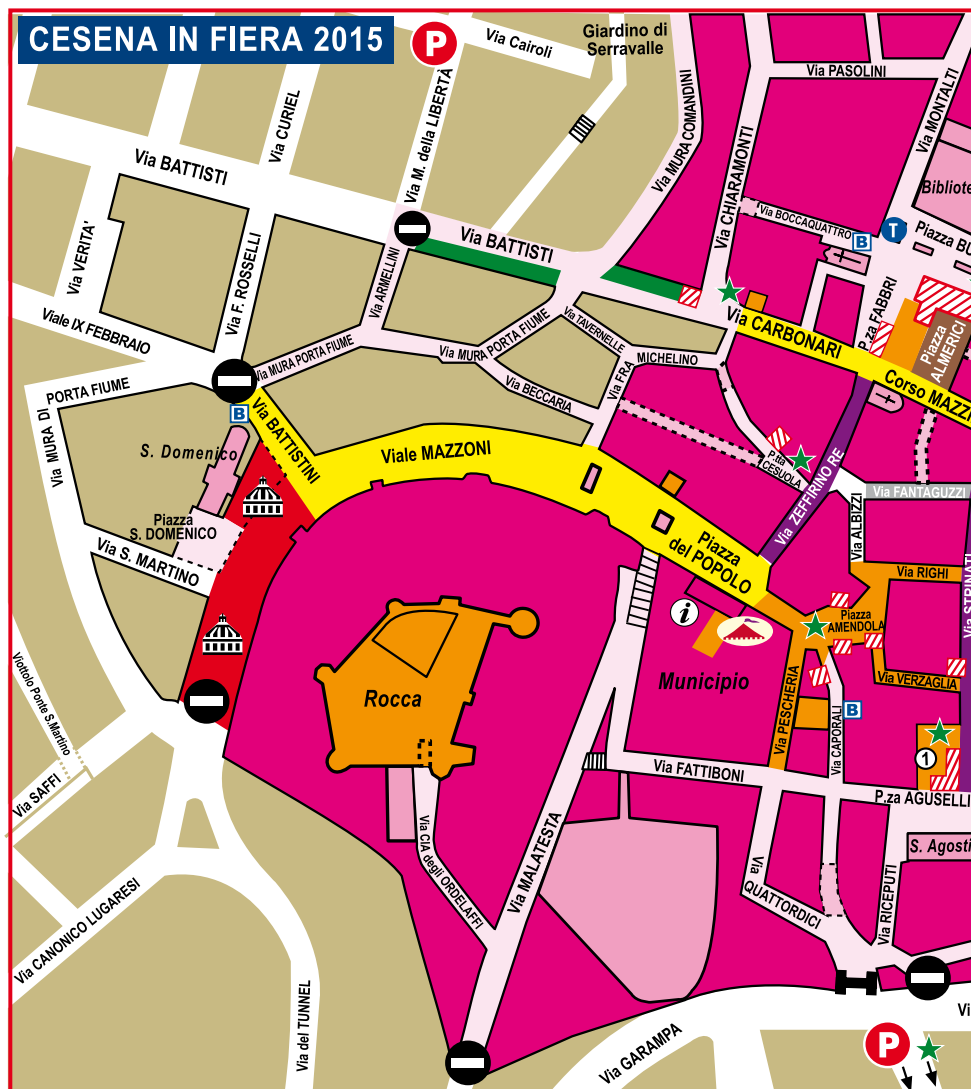 CESENA IN FIERA 2015
P
Via Cairoli
Giardino di
Serravalle
Via PASOLINI
Via MONTALTI
Via CURIEL
Via M. della LIBERTÀ
Via MURA COMANDINI
Via CHIARAMONTI
Via BATTISTI
Via BOCCAQUATTRO
B
T
Piazza
Via VERITA'
Via F. ROSSELLI
Via ARMELLINI
Via BATTISTI
Viale IX FEBBRAIO
Via MURA PORTA FIUME
Via MURA PORTA FIUME
Via TAVERNELLE
Via CARBONARI
P.za FABBRI
Piazza
ALMERICI
Corso MAZZ
Via MURA DI PORTA FIUME
B
Via BATTISTINI
Via BECCARIA
Via FRA MICHELINO
S. Domenico
Viale MAZZONI
P.tta
CESUOLA
Via ZEFFIRINO RE
Via FANTAGUZZI
Piazza
S. DOMENICO
Via S. MARTINO
Piazza
del POPOLO
Via ALBIZZI
Via RIGHI
Via STRINATI
i
Piazza
AMENDOLA
Viottolo Ponte S.Martino
Rocca
Municipio
Via PESCHERIA
Via VERZAGLIA
B
Via CAPORALI
1
Via SAFFI
Via FATTIBONI
P.za AGUSELLI
Via CIA degli ORDELAFFI
Via MALATESTA
S. Agosti
Via QUATTORDICI
Via RICEPUTI
Via CANONICO LUGARESI
Via del TUNNEL
Via GARAMPA
P